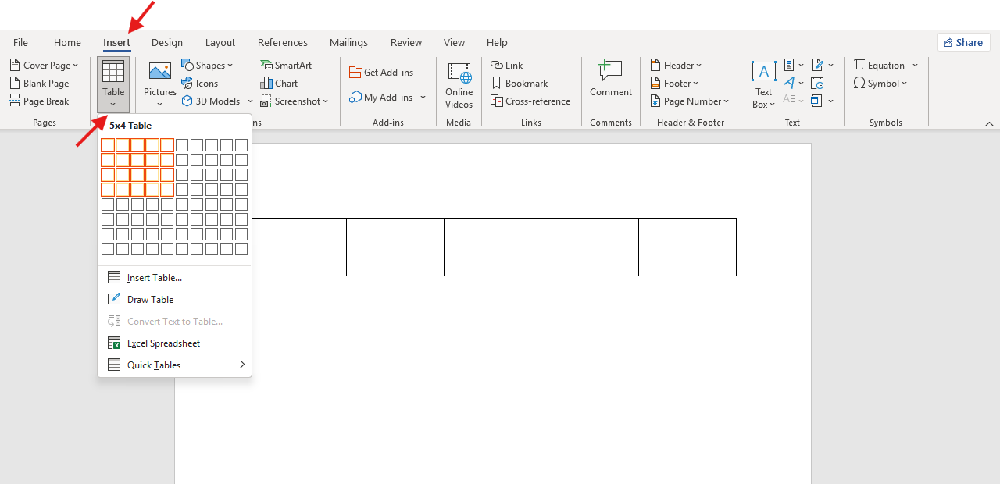 File Home Insert Design Layout References Mailings Review View Help Share
Cover Page
Blank Page
Page Break
Pages
Table
Pictures
Shapes
Icons
3D Models
SmartArt
Chart
Screenshot
ns
Get Add-ins
My Add-ins
Add-ins
Online
Videos
Media
Link
Bookmark
Cross-reference
Links
Comment
Comments
Header
Footer
Page Number
Header & Footer
A
Text
Box
Text
Equation
Symbol
Symbols
5x4 Table
Insert Table...
Draw Table
Convert Text to Table...
Excel Spreadsheet
Quick Tables